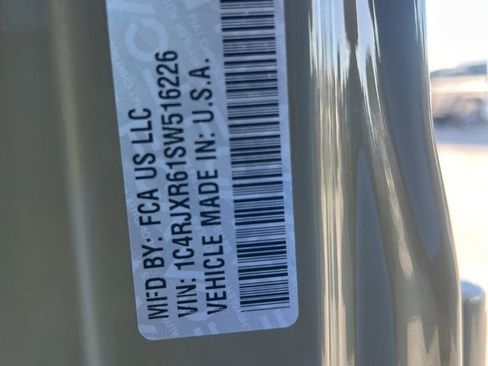 MFD BY: FCA US LLC
VIN: 1C4RJXR61SW516226
VEHICLE MADE IN: U.S.A.